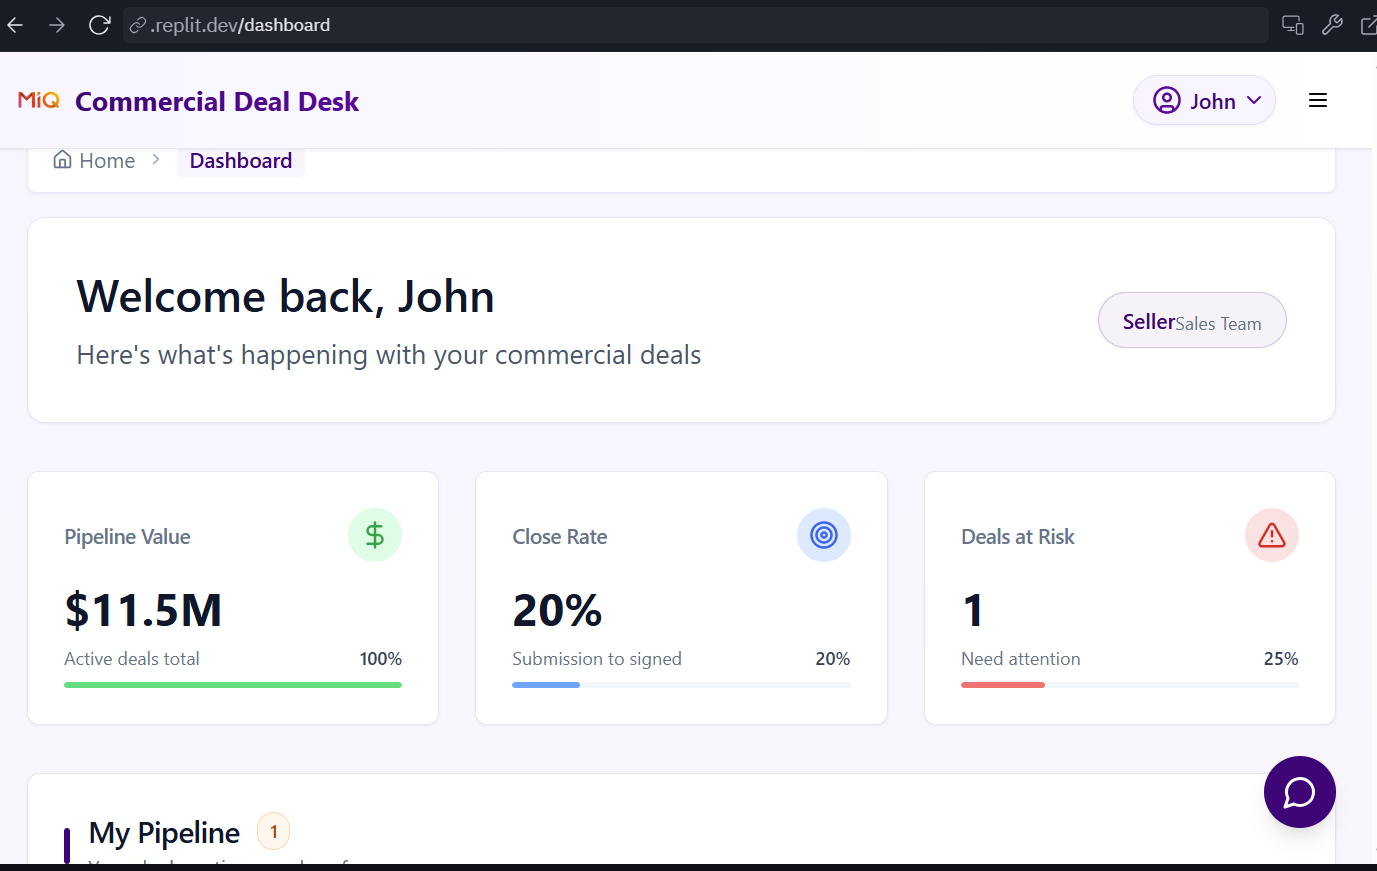 .replit.dev/dashboard
MiQ Commercial Deal Desk
John
Home > Dashboard
Welcome back, John
Here's what's happening with your commercial deals
Seller Sales Team
Pipeline Value
$
$11.5M
Active deals total 100%
Close Rate
20%
Submission to signed 20%
Deals at Risk
1
Need attention 25%
My Pipeline 1